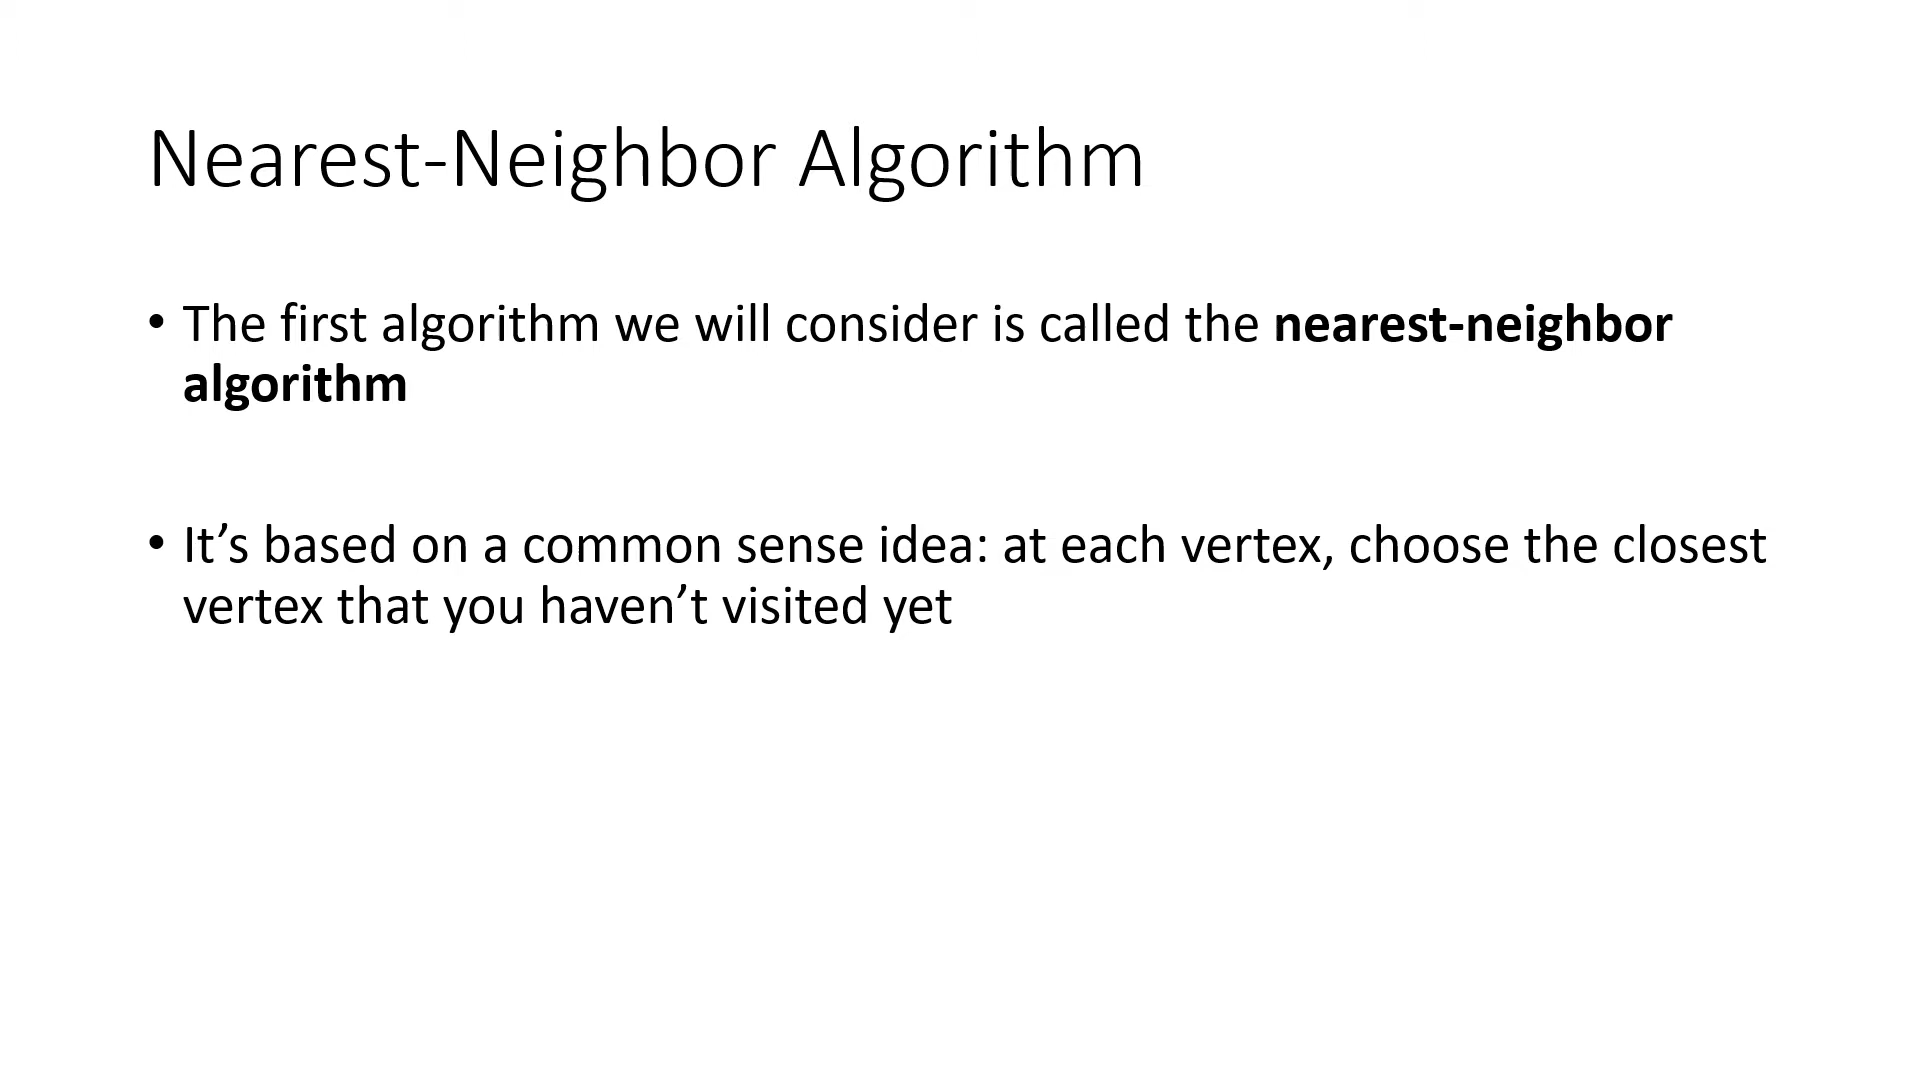 Nearest-Neighbor Algorithm
• The first algorithm we will consider is called the nearest-neighbor
algorithm
• It’s based on a common sense idea: at each vertex, choose the closest
vertex that you haven’t visited yet